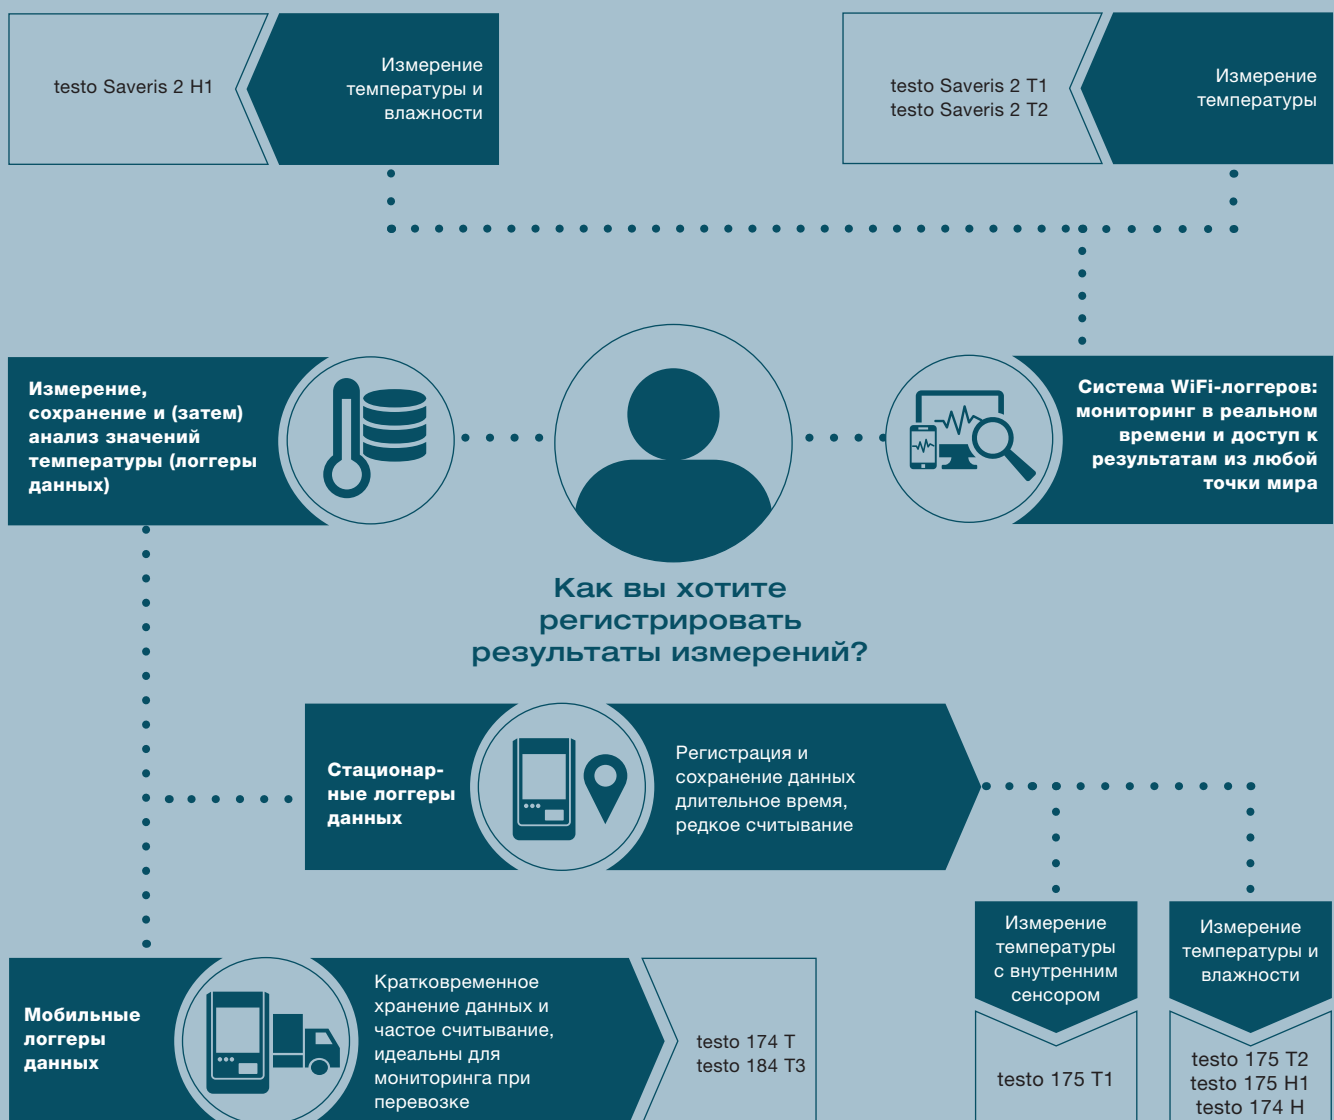 testo Saveris 2 H1
Измерение
температуры и
влажности
testo Saveris 2 T1
testo Saveris 2 T2
Измерение
температуры
Измерение,
сохранение и (затем)
анализ значений
температуры (логгеры
данных)
Система WiFi-логгеров:
мониторинг в реальном
времени и доступ к
результатам из любой
точки мира
Как вы хотите
регистрировать
результаты измерений?
Стационар-
ные логгеры
данных
Регистрация и
сохранение данных
длительное время,
редкое считывание
Мобильные
логгеры
данных
Кратковременное
хранение данных и
частое считывание,
идеальны для
мониторинга при
перевозке
testo 174 T
testo 184 T3
Измерение
температуры
с внутренним
сенсором
testo 175 T1
Измерение
температуры и
влажности
testo 175 T2
testo 175 H1
testo 174 H